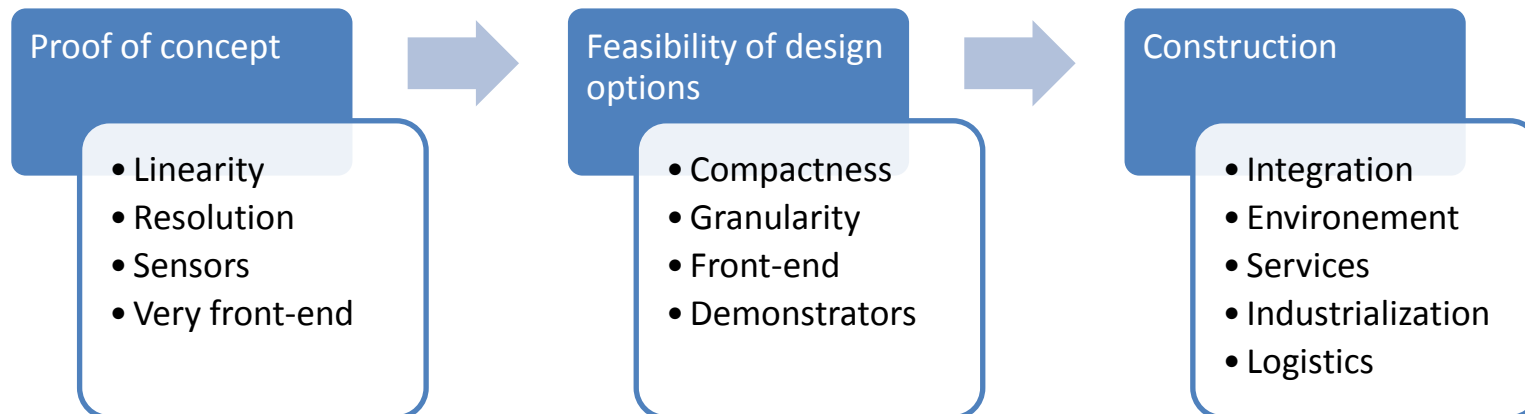 Proof of concept
• Linearity
• Resolution
• Sensors
• Very front-end
Feasibility of design
options
• Compactness
• Granularity
• Front-end
• Demonstrators
Construction
• Integration
• Environement
• Services
• Industrialization
• Logistics